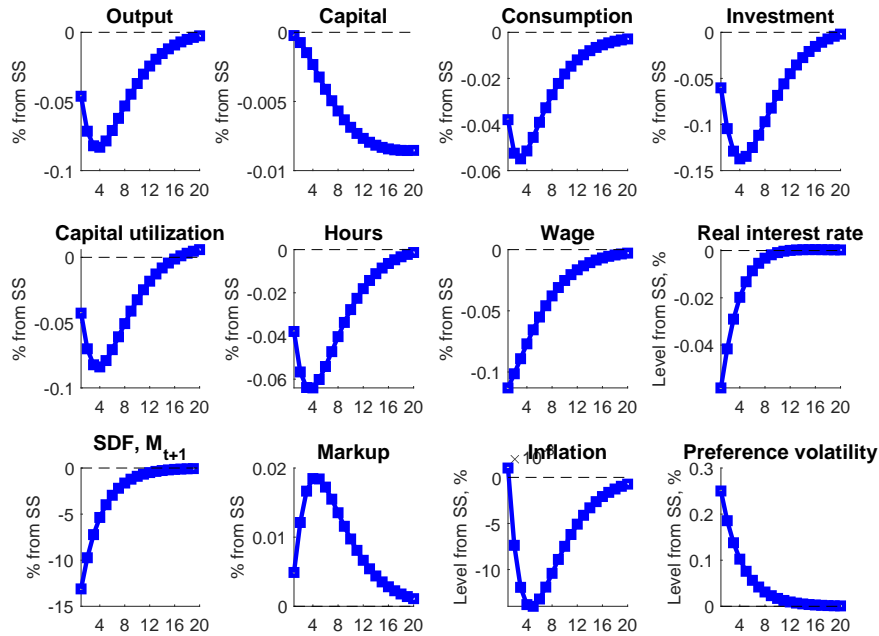 Output
Capital
Consumption
Investment
% from SS
0
-0.05
-0.1
4 8 12 16 20
% from SS
0
-0.005
-0.01
4 8 12 16 20
% from SS
0
-0.02
-0.04
-0.06
4 8 12 16 20
% from SS
0
-0.05
-0.1
-0.15
4 8 12 16 20
Capital utilization
Hours
Wage
Real interest rate
% from SS
0
-0.05
-0.1
4 8 12 16 20
% from SS
0
-0.02
-0.04
-0.06
4 8 12 16 20
% from SS
0
-0.05
-0.1
4 8 12 16 20
Level from SS, %
0
-0.02
-0.04
4 8 12 16 20
SDF, M_{t+1}
Markup
Inflation
Preference volatility
% from SS
0
-5
-10
-15
4 8 12 16 20
% from SS
0.02
0.01
0
4 8 12 16 20
Level from SS, %
0
-5
-10
4 8 12 16 20
Level from SS, %
0.3
0.2
0.1
0
4 8 12 16 20